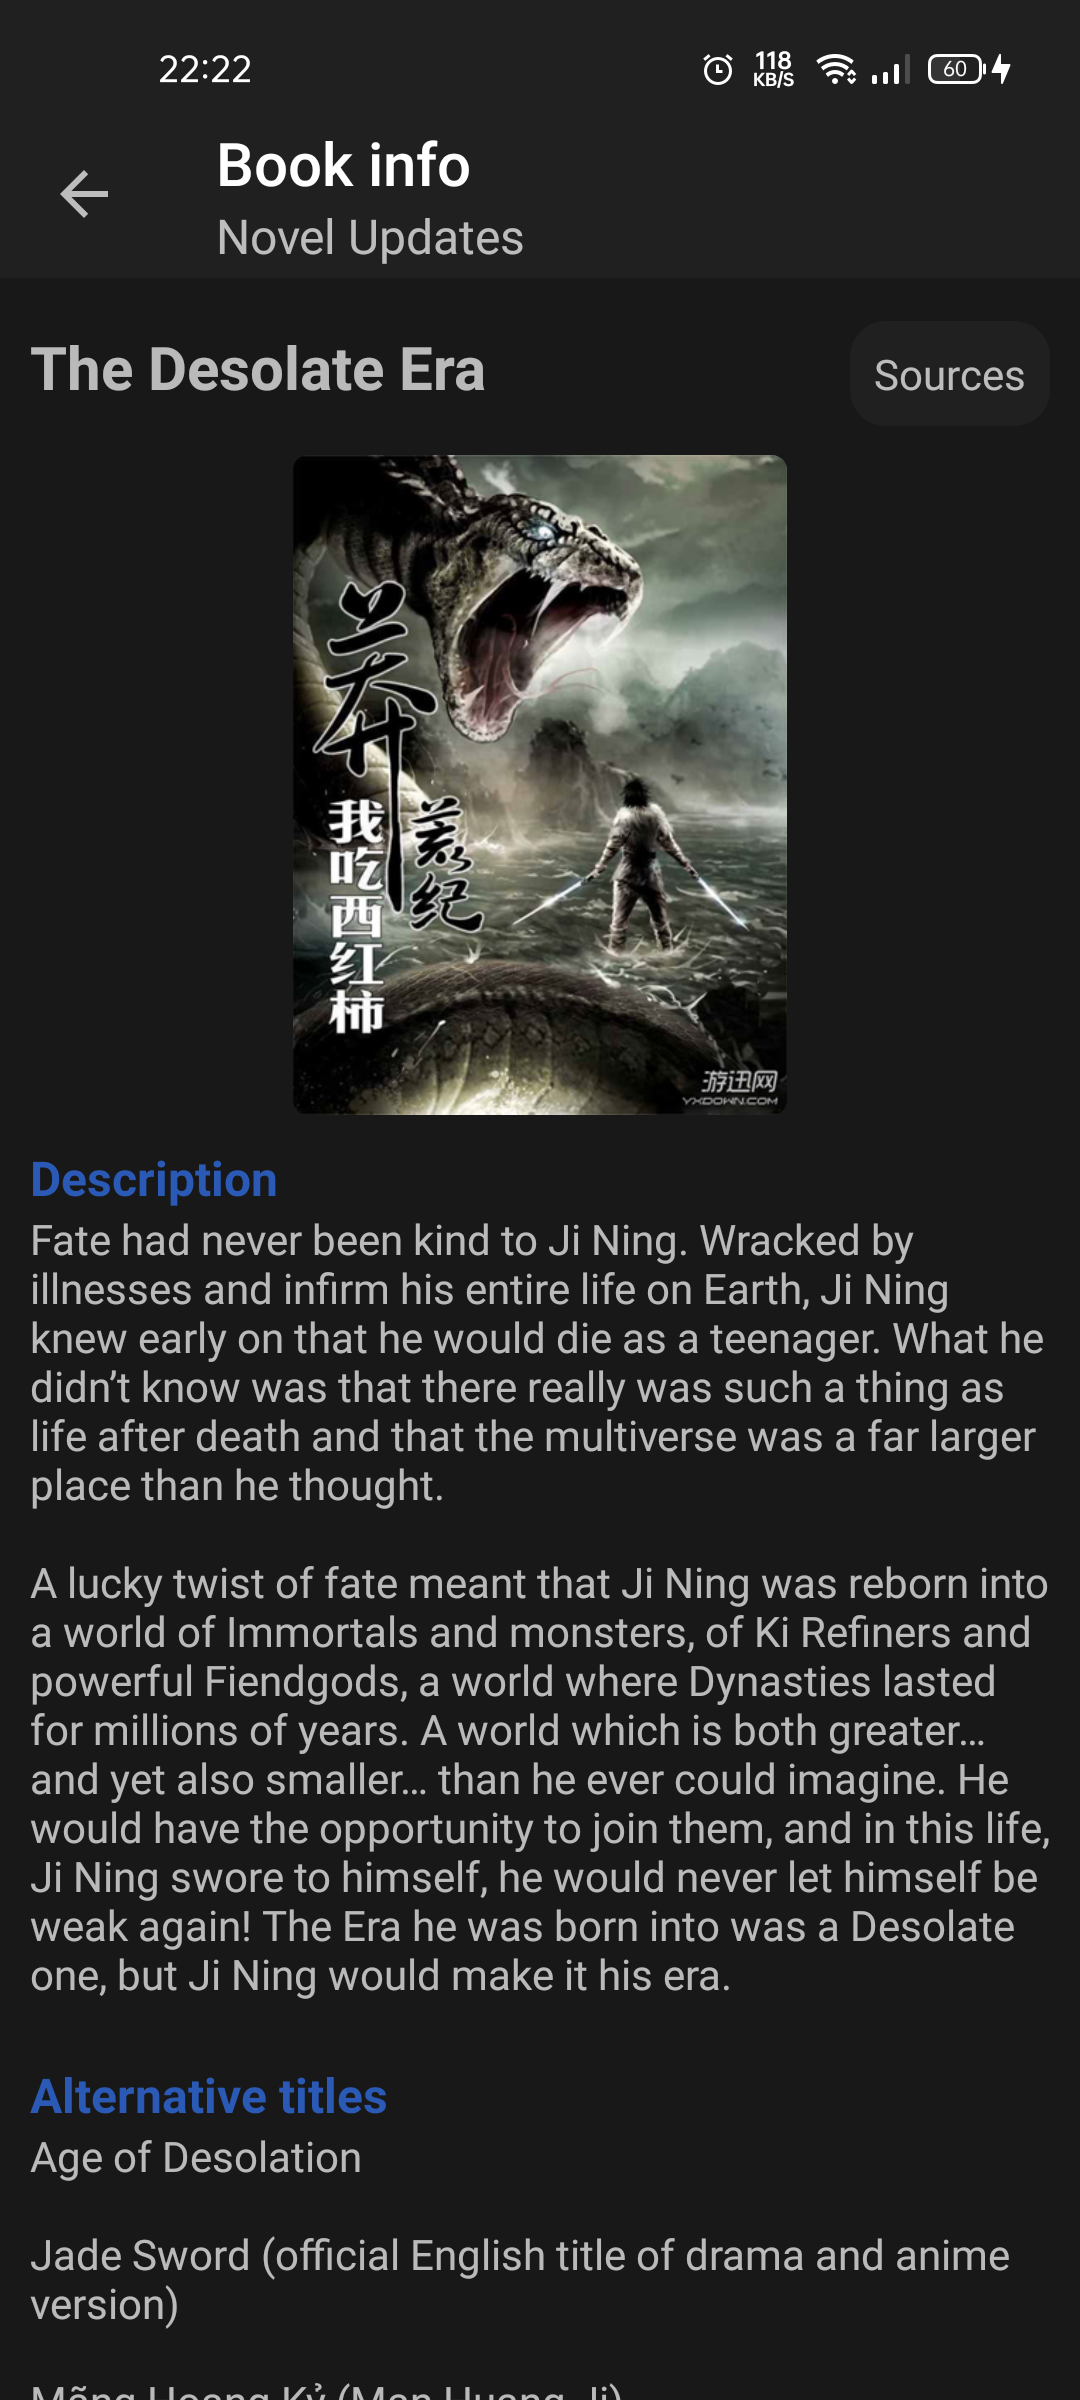 22:22
118
KB/S
60
Book info
Novel Updates
The Desolate Era
Sources
莽荒纪
我吃西红柿
游迅网
YXDOWN.COM
Description
Fate had never been kind to Ji Ning. Wracked by
illnesses and infirm his entire life on Earth, Ji Ning
knew early on that he would die as a teenager. What he
didn’t know was that there really was such a thing as
life after death and that the multiverse was a far larger
place than he thought.
A lucky twist of fate meant that Ji Ning was reborn into
a world of Immortals and monsters, of Ki Refiners and
powerful Fiendgods, a world where Dynasties lasted
for millions of years. A world which is both greater…
and yet also smaller… than he ever could imagine. He
would have the opportunity to join them, and in this life,
Ji Ning swore to himself, he would never let himself be
weak again! The Era he was born into was a Desolate
one, but Ji Ning would make it his era.
Alternative titles
Age of Desolation
Jade Sword (official English title of drama and anime
version)
Mãng Hoang Kỷ (Man Huang Ji)